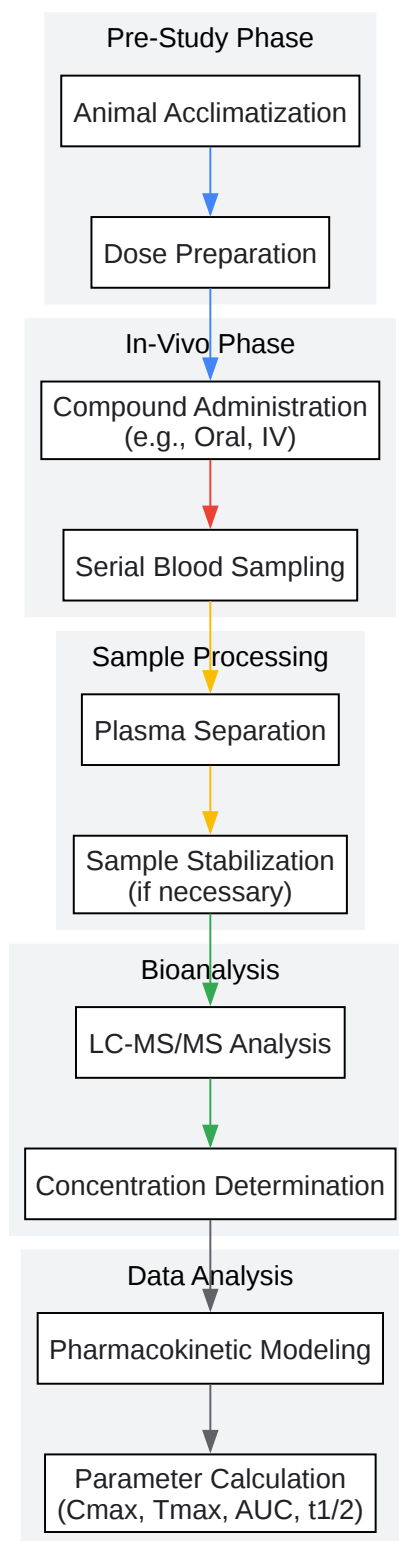 Pre-Study Phase
Animal Acclimatization
Dose Preparation
In-Vivo Phase
Compound Administration
(e.g., Oral, IV)
Serial Blood Sampling
Sample Processing
Plasma Separation
Sample Stabilization
(if necessary)
Bioanalysis
LC-MS/MS Analysis
Concentration Determination
Data Analysis
Pharmacokinetic Modeling
Parameter Calculation
(Cmax, Tmax, AUC, t1/2)